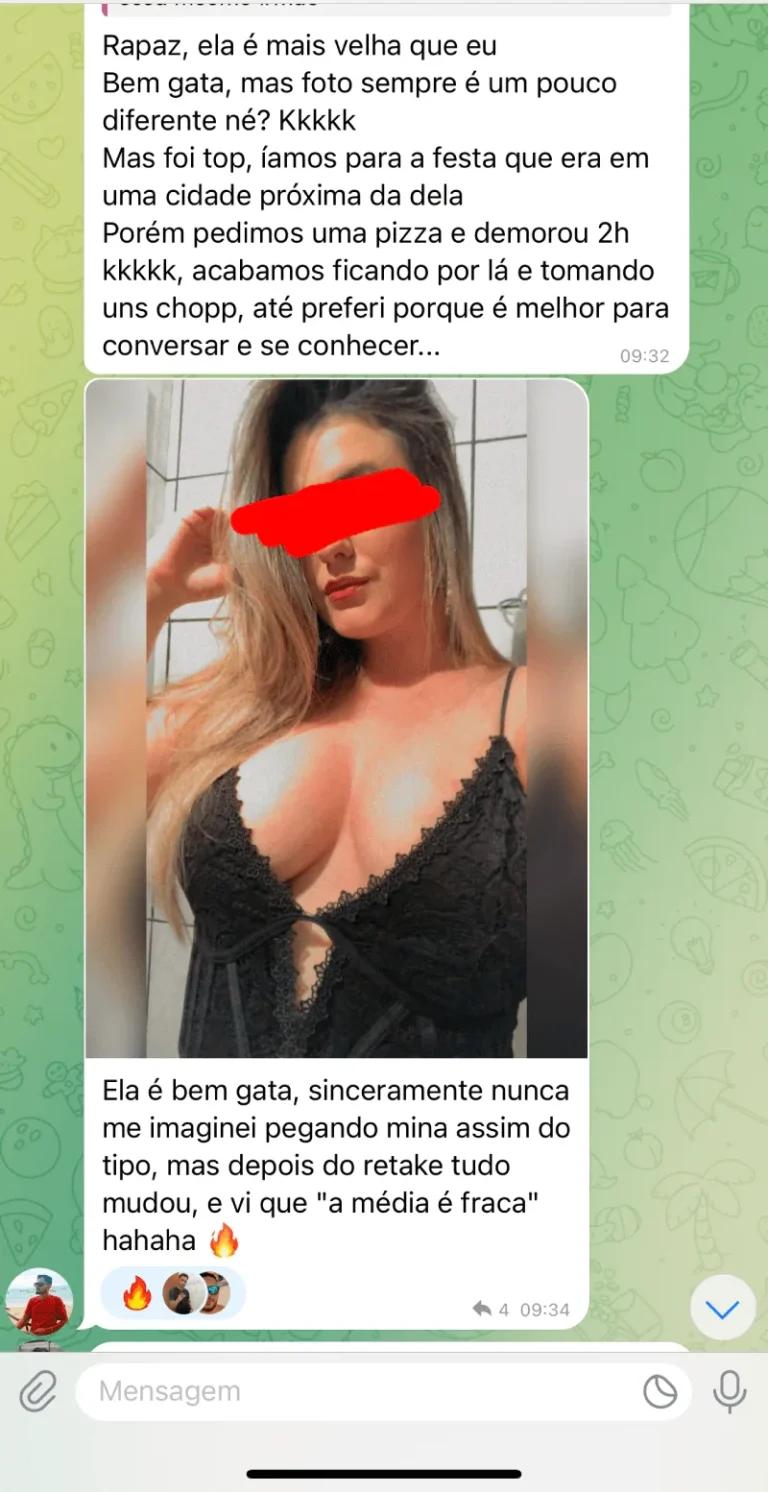 Rapaz, ela é mais velha que eu
Bem gata, mas foto sempre é um pouco
diferente né? Kkkkk
Mas foi top, íamos para a festa que era em
uma cidade próxima da dela
Porém pedimos uma pizza e demorou 2h
kkkkk, acabamos ficando por lá e tomando
uns chopp, até preferi porque é melhor para
conversar e se conhecer...
09:32
Ela é bem gata, sinceramente nunca
me imaginei pegando mina assim do
tipo, mas depois do retake tudo
mudou, e vi que "a média é fraca"
hahaha 🔥
🔥
4 09:34
Mensagem